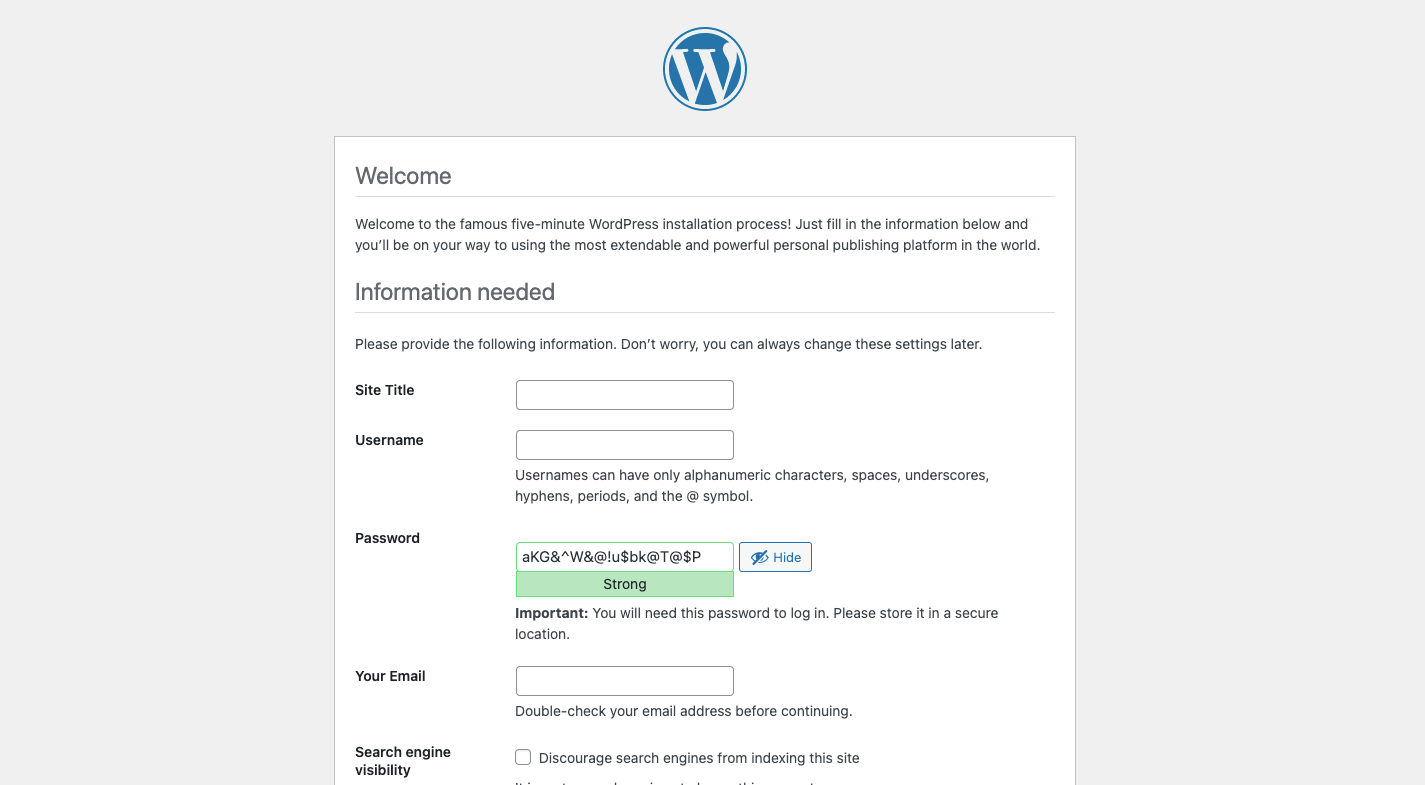 Welcome
Welcome to the famous five-minute WordPress installation process! Just fill in the information below and
you’ll be on your way to using the most extendable and powerful personal publishing platform in the world.
Information needed
Please provide the following information. Don’t worry, you can always change these settings later.
Site Title
Username
Usernames can have only alphanumeric characters, spaces, underscores,
hyphens, periods, and the @ symbol.
Password
aKG&^W&@!u$bk@T@$P
Hide
Strong
Important: You will need this password to log in. Please store it in a secure
location.
Your Email
Double-check your email address before continuing.
Search engine
visibility
Discourage search engines from indexing this site